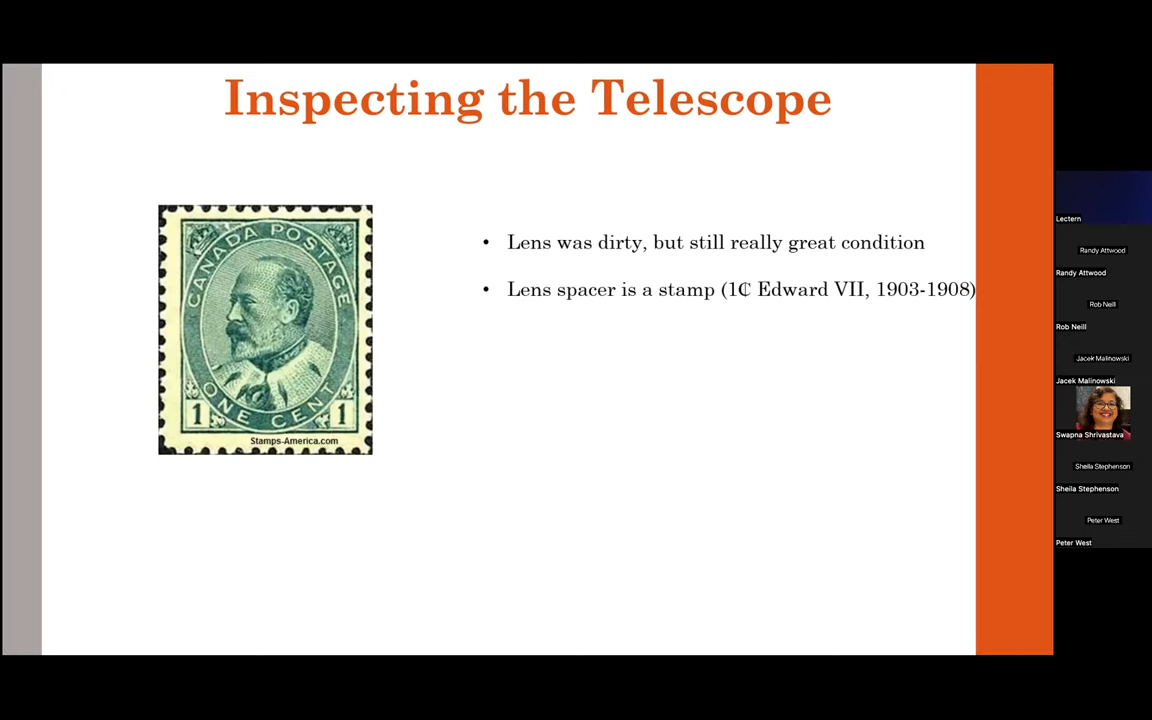 Inspecting the Telescope
CANADA POSTAGE
ONE CENT
1
1
Stamps-America.com
• Lens was dirty, but still really great condition
• Lens spacer is a stamp (1₵ Edward VII, 1903-1908)
Lectern
Randy Attwood
Randy Attwood
Rob Neill
Rob Neill
Jacek Malinowski
Jacek Malinowski
Swapna Shrivastava
Sheila Stephenson
Sheila Stephenson
Peter West
Peter West